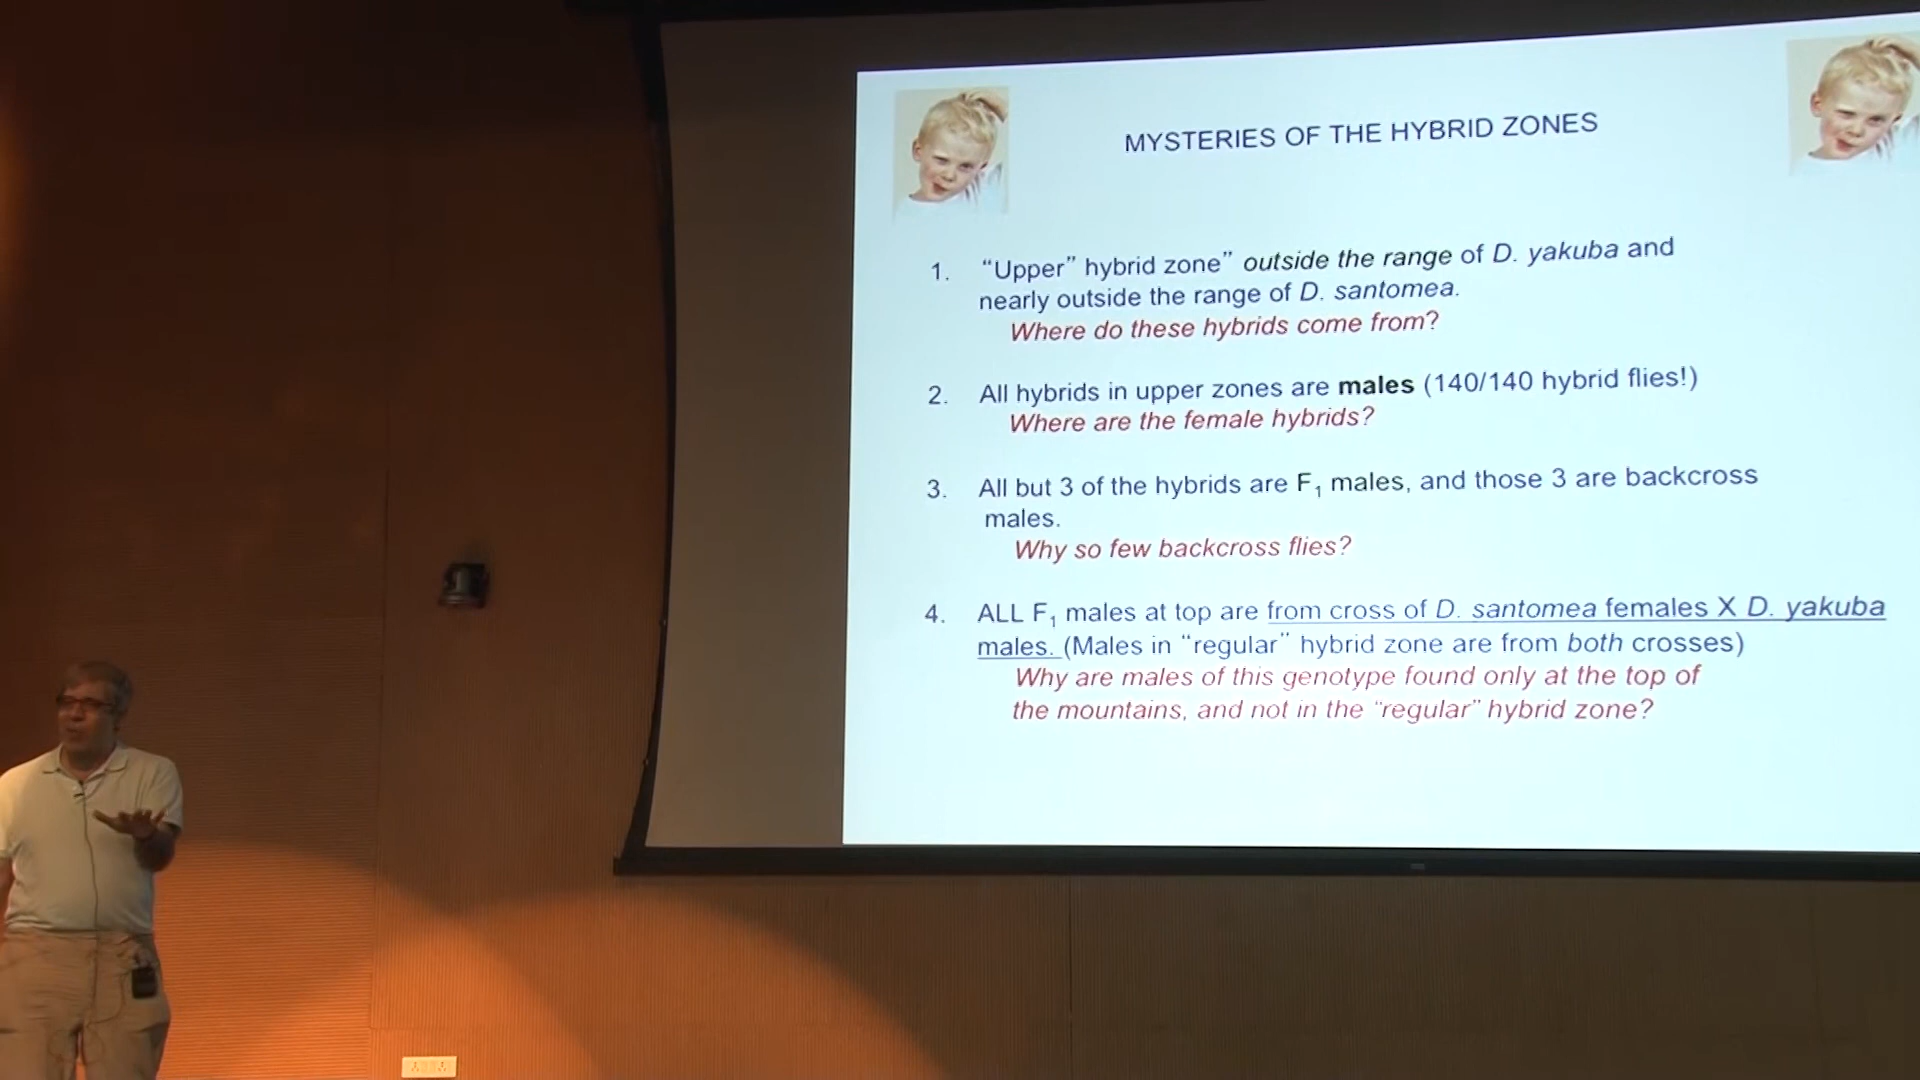 MYSTERIES OF THE HYBRID ZONES
1. “Upper” hybrid zone” outside the range of D. yakuba and
nearly outside the range of D. santomea.
Where do these hybrids come from?
2. All hybrids in upper zones are males (140/140 hybrid flies!)
Where are the female hybrids?
3. All but 3 of the hybrids are F1 males, and those 3 are backcross
males.
Why so few backcross flies?
4. ALL F1 males at top are from cross of D. santomea females X D. yakuba
males. (Males in “regular” hybrid zone are from both crosses)
Why are males of this genotype found only at the top of
the mountains, and not in the “regular” hybrid zone?